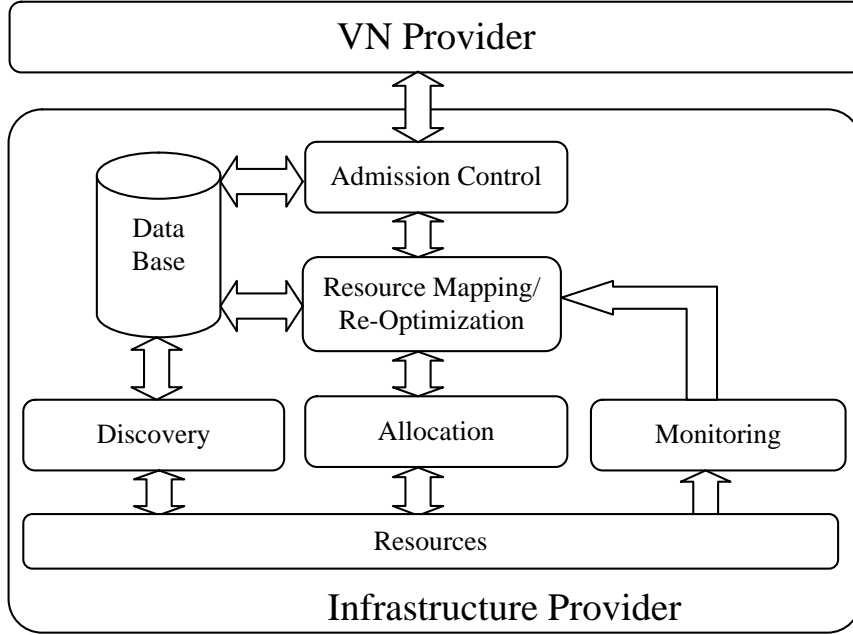 VN Provider
Admission Control
Data
Base
Resource Mapping/
Re-Optimization
Discovery
Allocation
Monitoring
Resources
Infrastructure Provider